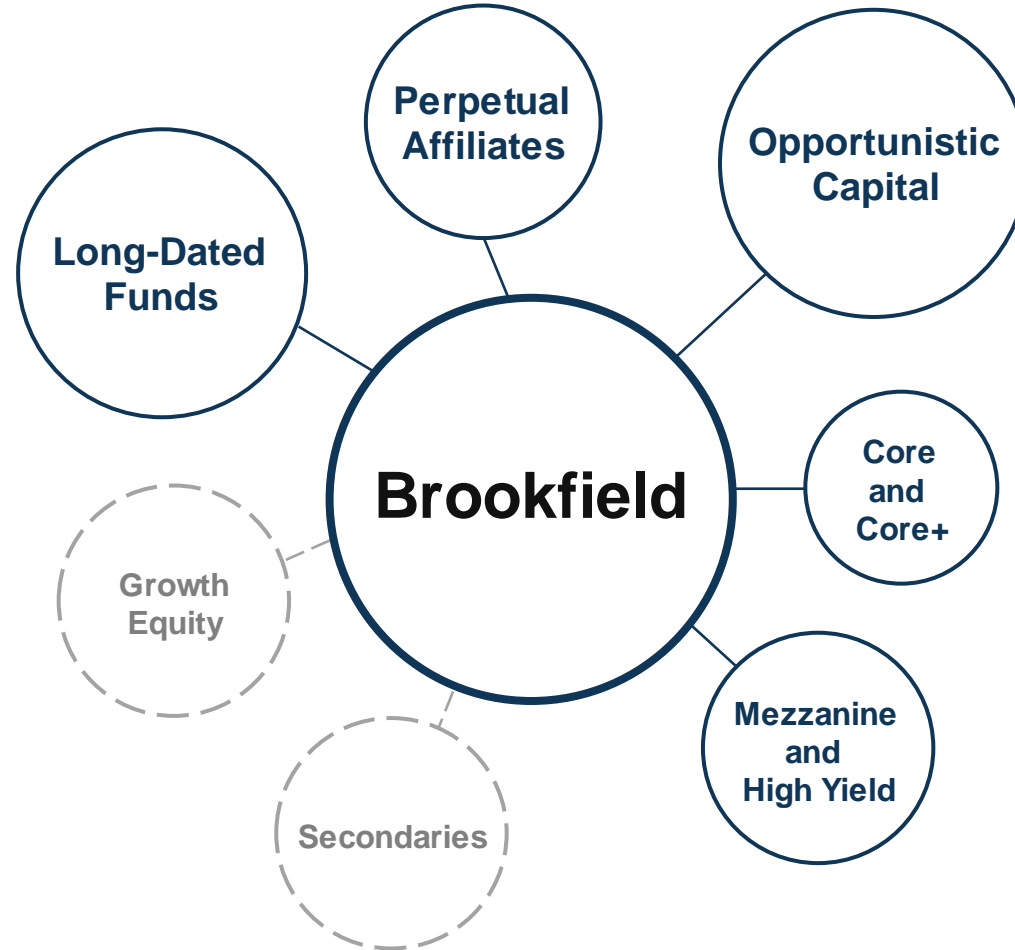 Perpetual
Affiliates
Opportunistic
Capital
Long-Dated
Funds
Brookfield
Core
and
Core+
Growth
Equity
Mezzanine
and
High Yield
Secondaries